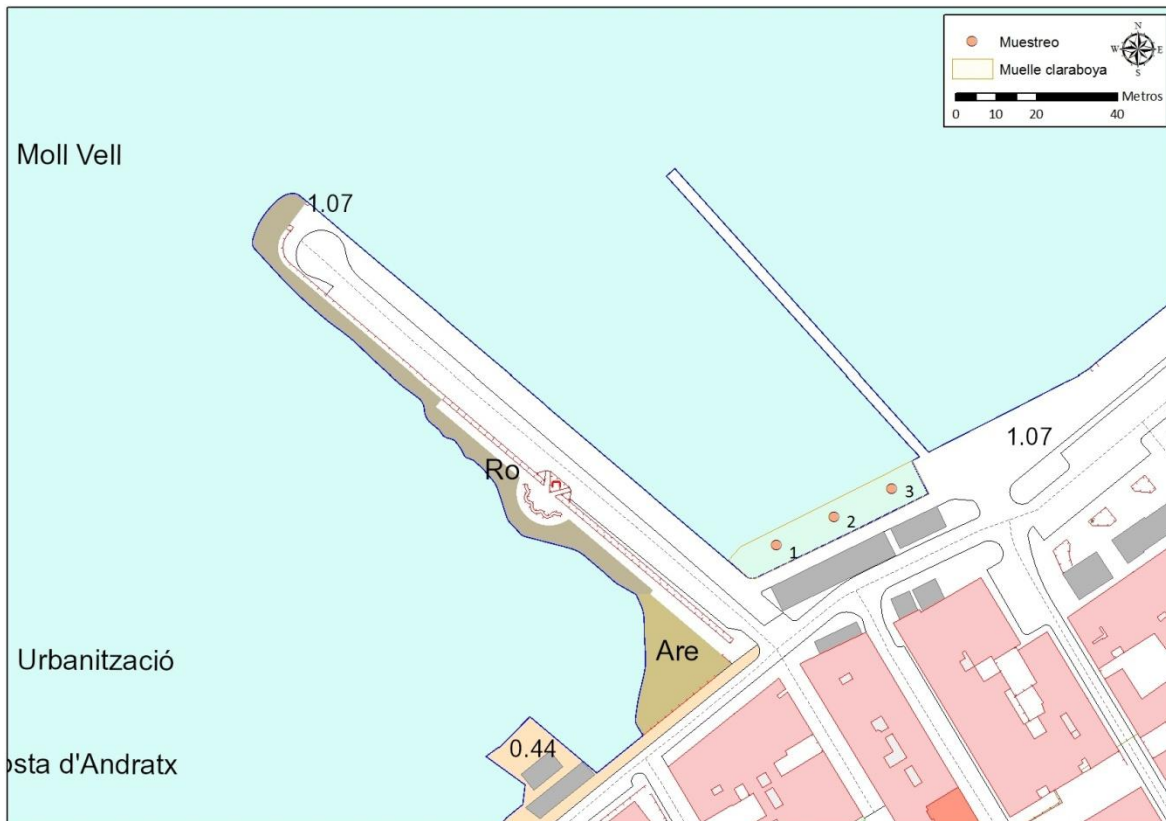 Muestreo
Muelle claraboya
N
W E
S
Metros
0 10 20 40
Moll Vell
1.07
1.07
Ro
3
2
1
Are
Urbanització
0.44
osta d'Andratx